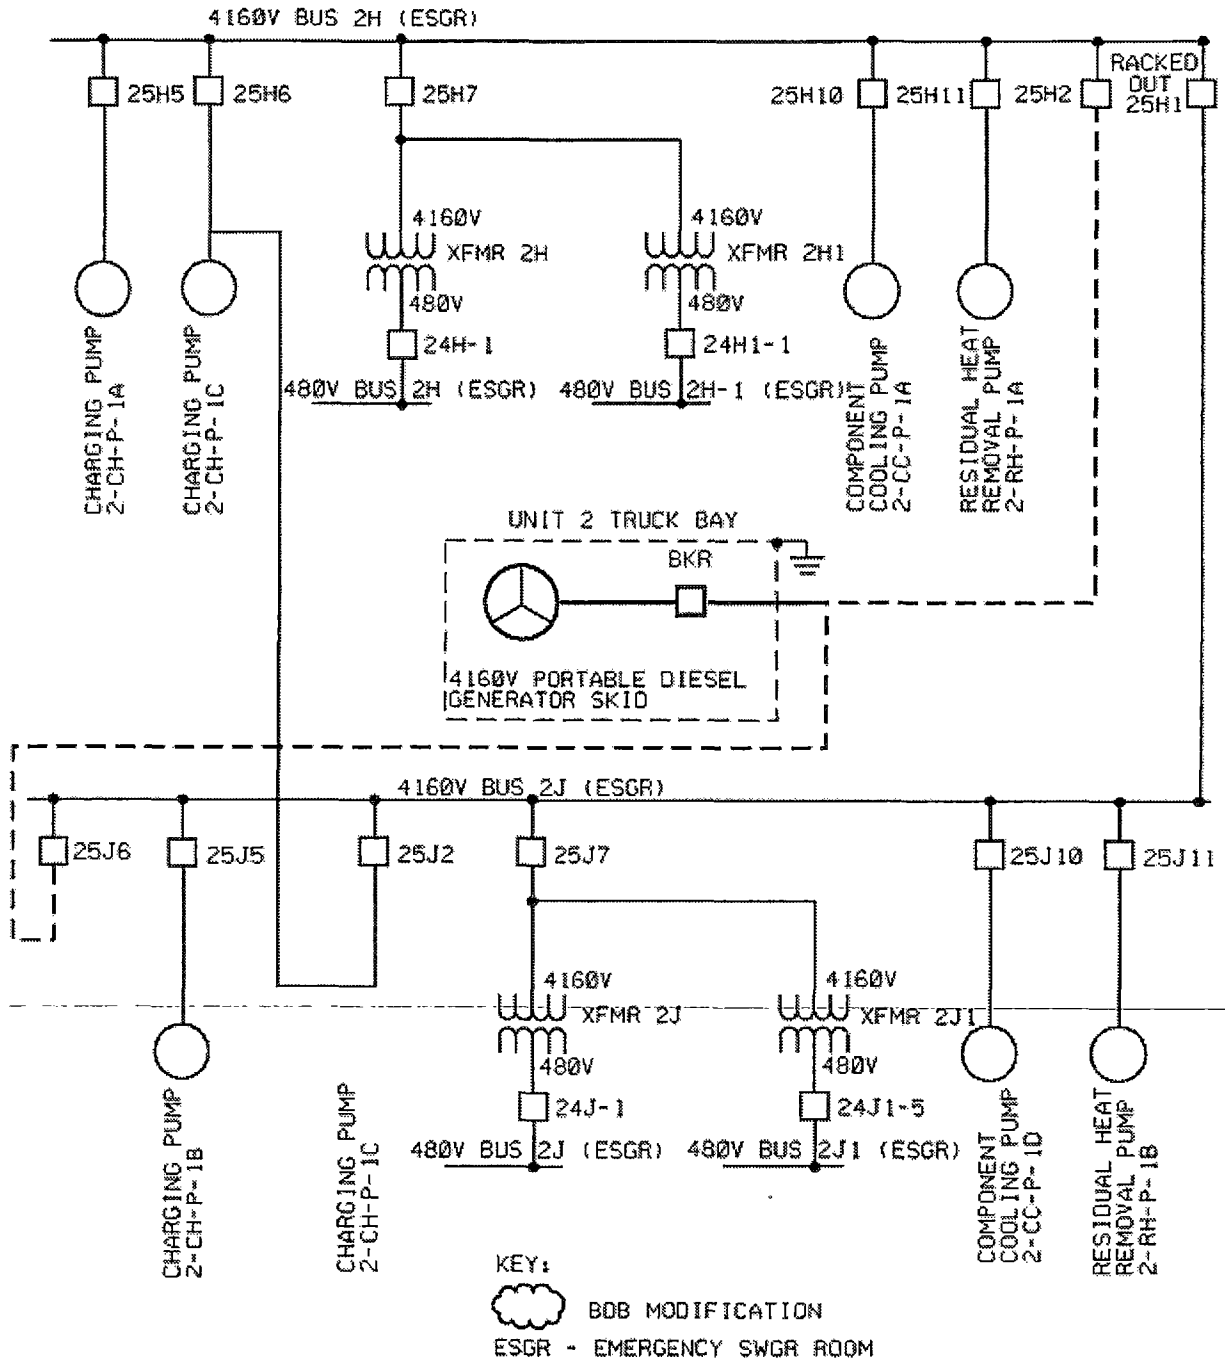 4160V BUS 2H (ESGR)
RACKED
OUT
25H1
25H5
25H6
25H7
25H10
25H11
25H2
4160V
XFMR 2H
480V
24H-1
480V BUS 2H (ESGR)
4160V
XFMR 2H1
480V
24H1-1
480V BUS 2H-1 (ESGR)
CHARGING PUMP
2-CH-P-1A
CHARGING PUMP
2-CH-P-1C
COMPONENT
COOLING PUMP
2-CC-P-1A
RESIDUAL HEAT
REMOVAL PUMP
2-RH-P-1A
UNIT 2 TRUCK BAY
BKR
4160V PORTABLE DIESEL
GENERATOR SKID
4160V BUS 2J (ESGR)
25J6
25J5
25J2
25J7
25J10
25J11
4160V
XFMR 2J
480V
24J-1
480V BUS 2J (ESGR)
4160V
XFMR 2J1
480V
24J1-5
480V BUS 2J1 (ESGR)
CHARGING PUMP
2-CH-P-1B
CHARGING PUMP
2-CH-P-1C
COMPONENT
COOLING PUMP
2-CC-P-1D
RESIDUAL HEAT
REMOVAL PUMP
2-RH-P-1B
KEY:
BDB MODIFICATION
ESGR - EMERGENCY SWGR ROOM